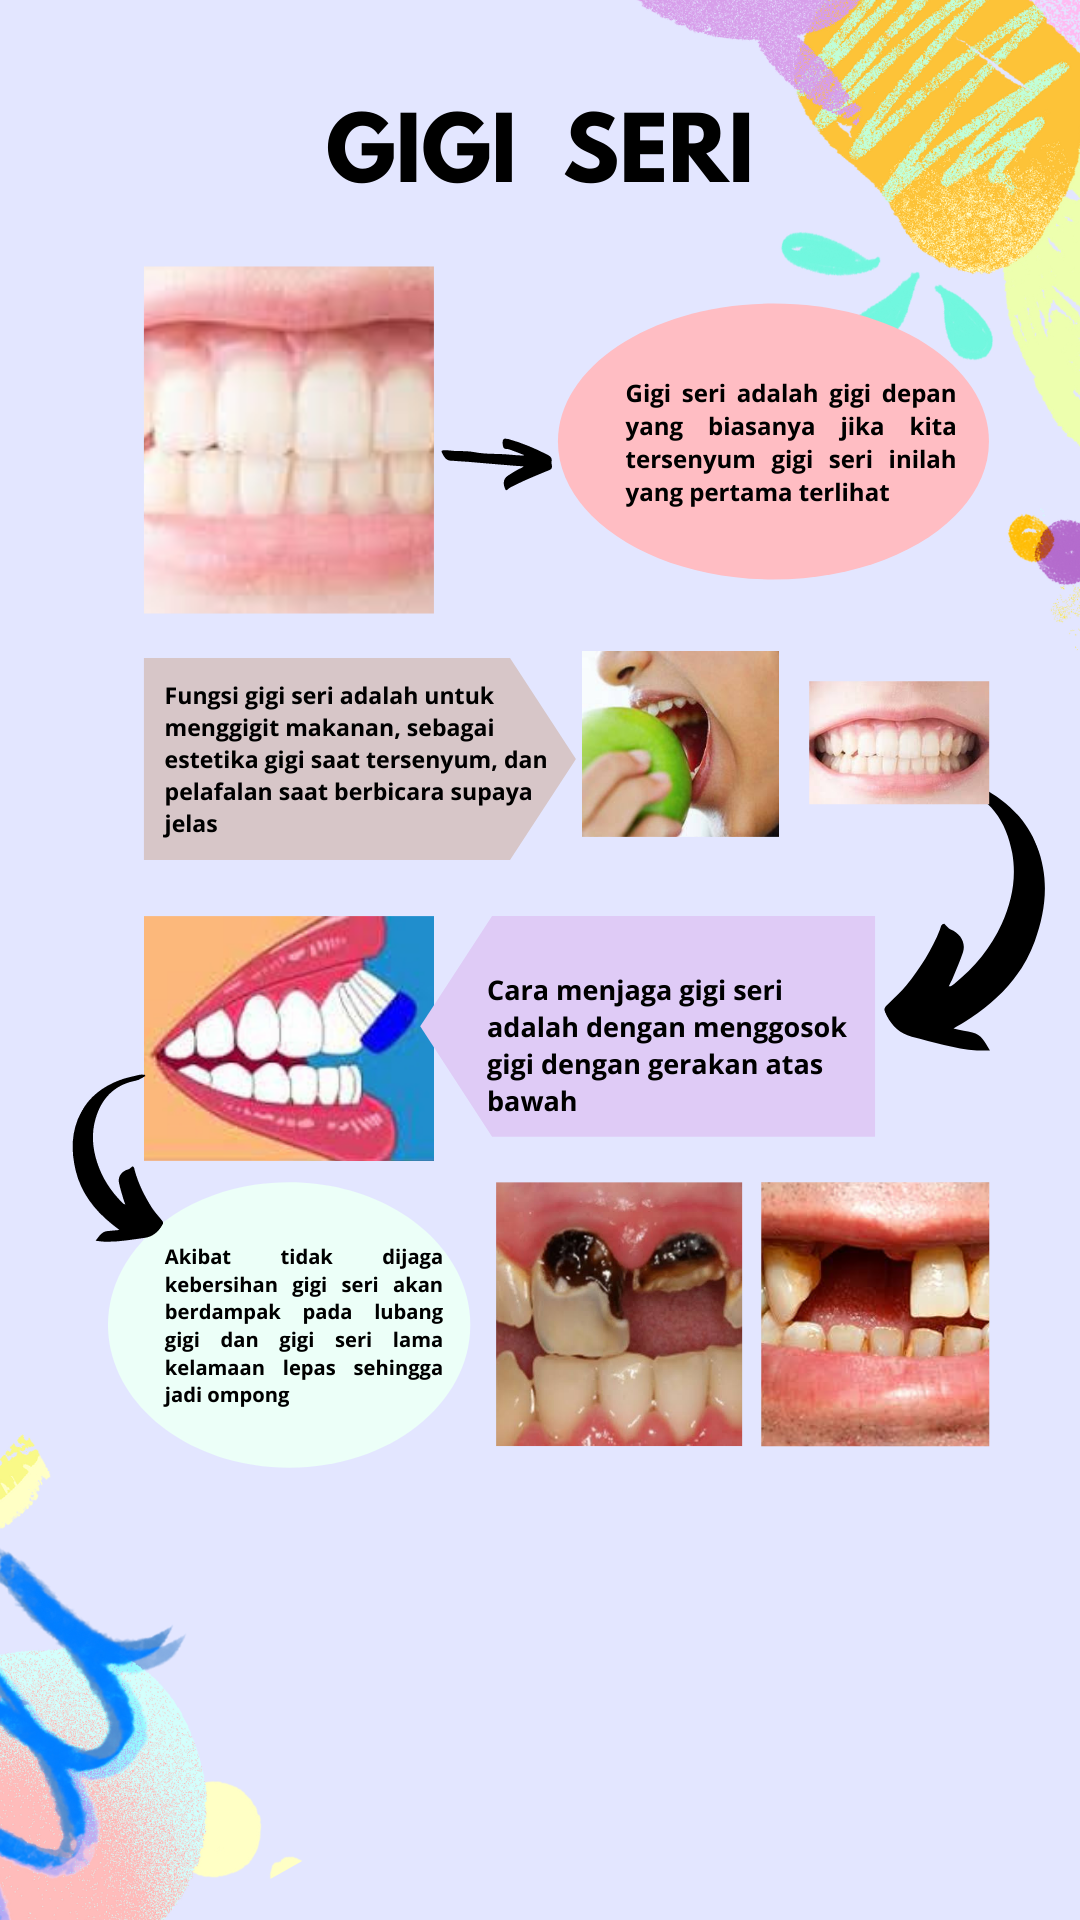 GIGI SERI
Gigi seri adalah gigi depan
yang biasanya jika kita
tersenyum gigi seri inilah
yang pertama terlihat
Fungsi gigi seri adalah untuk
menggigit makanan, sebagai
estetika gigi saat tersenyum, dan
pelafalan saat berbicara supaya
jelas
Cara menjaga gigi seri
adalah dengan menggosok
gigi dengan gerakan atas
bawah
Akibat tidak dijaga
kebersihan gigi seri akan
berdampak pada lubang
gigi dan gigi seri lama
kelamaan lepas sehingga
jadi ompong